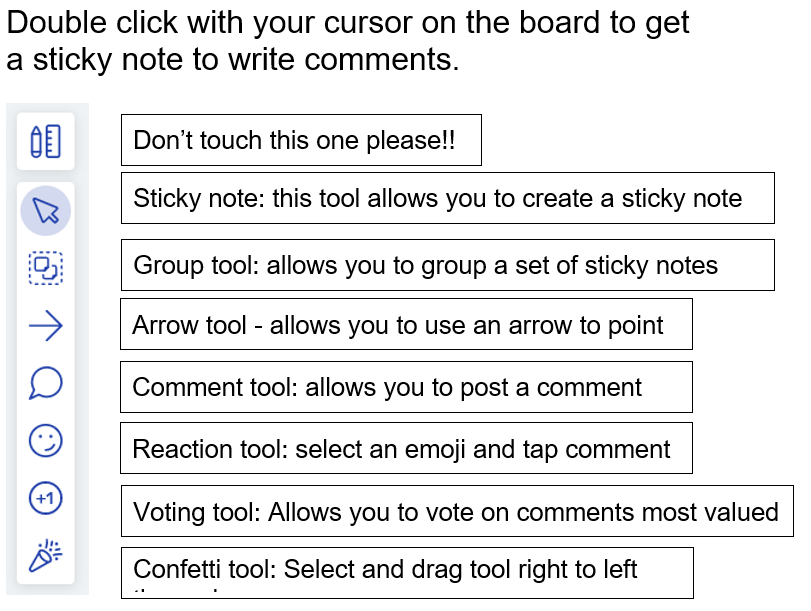 Double click with your cursor on the board to get
a sticky note to write comments.
Don’t touch this one please!!
Sticky note: this tool allows you to create a sticky note
Group tool: allows you to group a set of sticky notes
Arrow tool - allows you to use an arrow to point
Comment tool: allows you to post a comment
Reaction tool: select an emoji and tap comment
+1
Voting tool: Allows you to vote on comments most valued
Confetti tool: Select and drag tool right to left